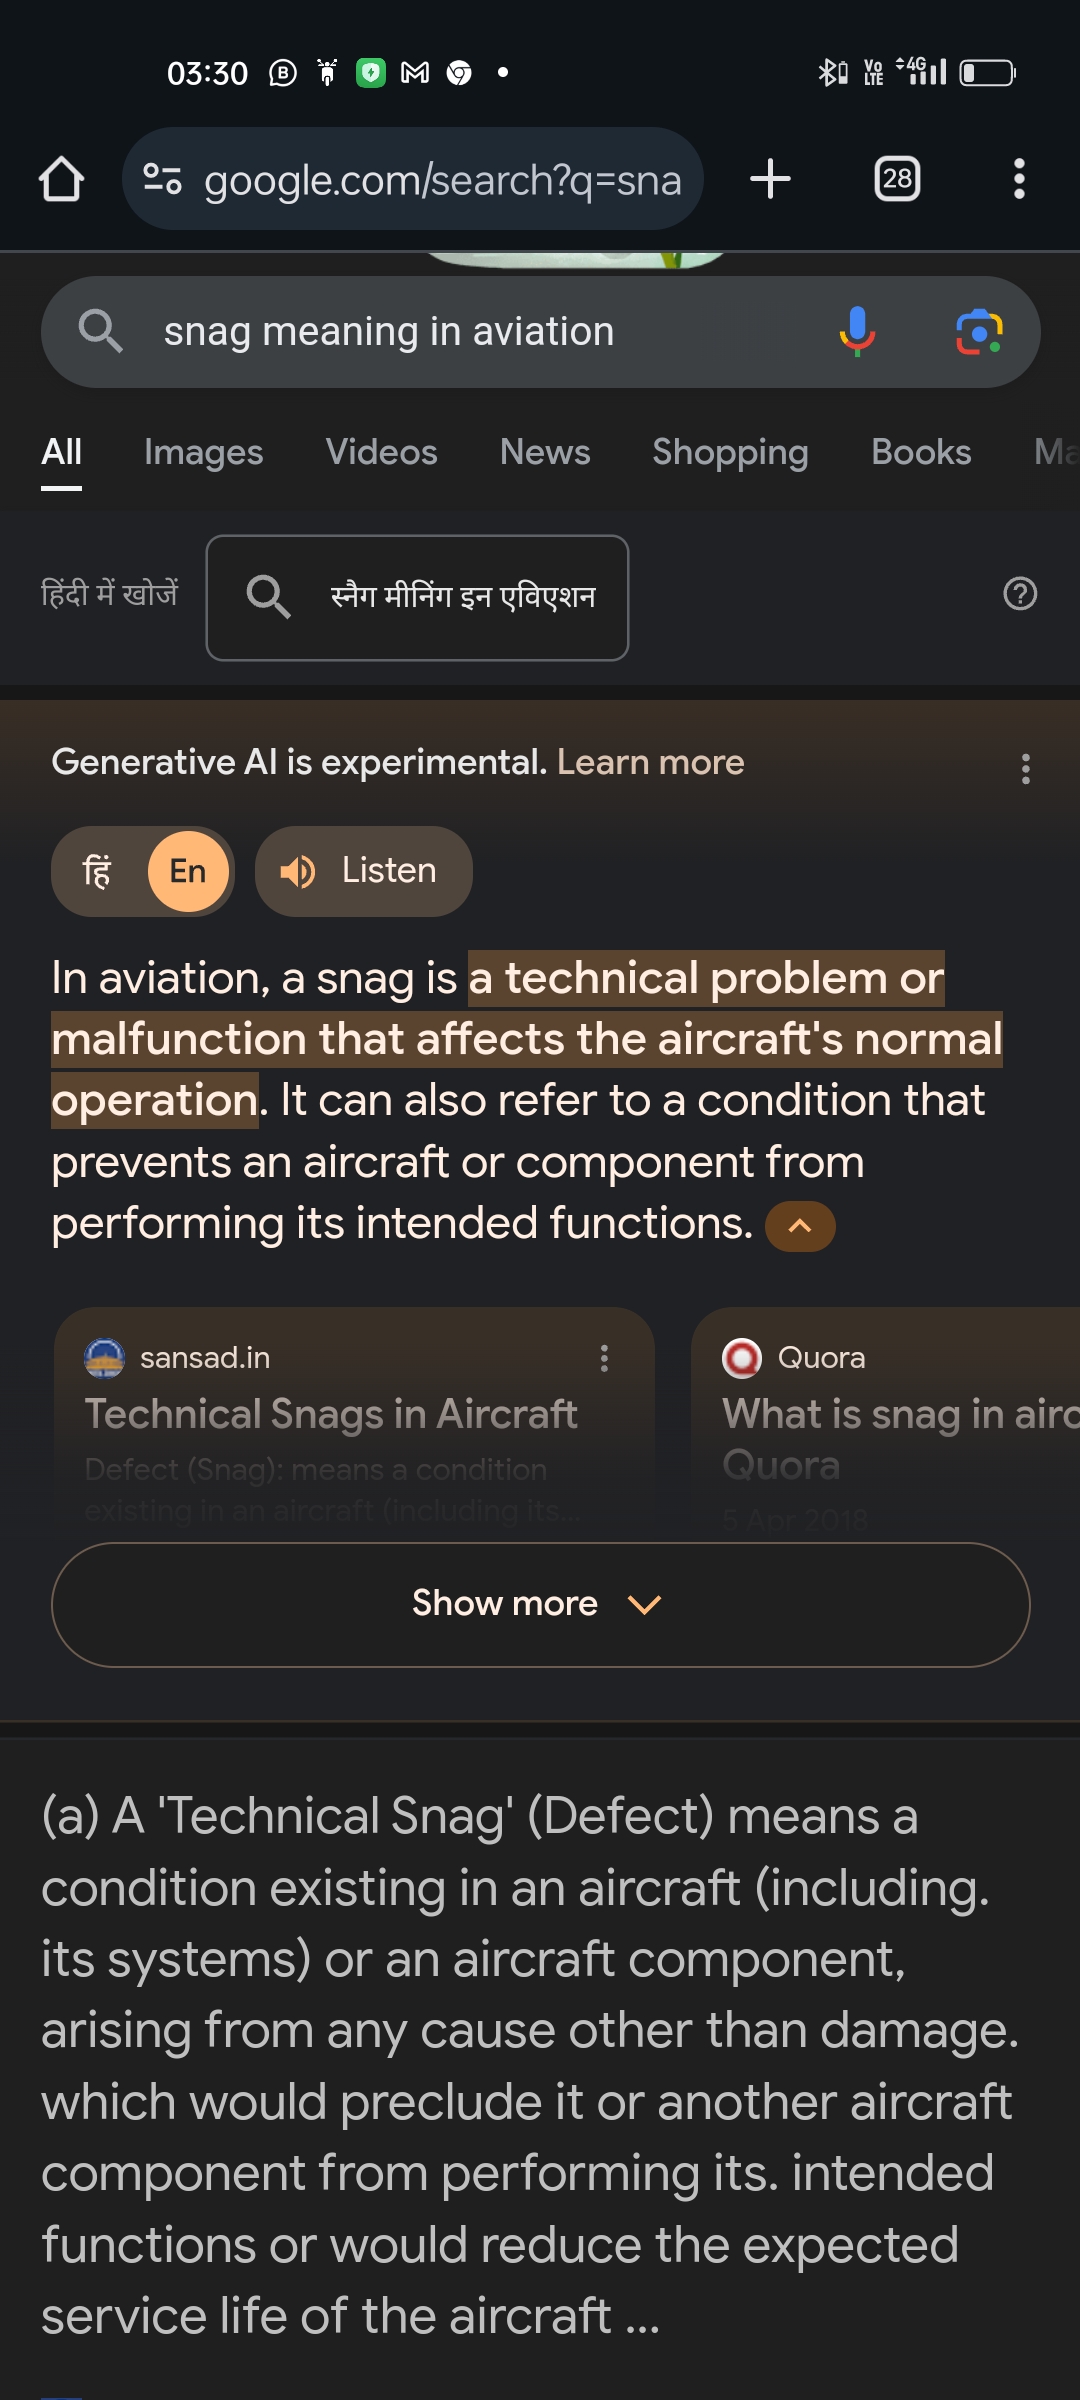 03:30
Vo LTE 4G
google.com/search?q=sna
28
snag meaning in aviation
All Images Videos News Shopping Books Ma
हिंदी में खोजें स्नैग मीनिंग इन एविएशन
Generative AI is experimental. Learn more
हिं En Listen
In aviation, a snag is a technical problem or
malfunction that affects the aircraft's normal
operation. It can also refer to a condition that
prevents an aircraft or component from
performing its intended functions.
sansad.in
Technical Snags in Aircraft
Defect (Snag): means a condition
existing in an aircraft (including its...
Quora
What is snag in airc
Quora
5 Apr 2018
Show more
(a) A 'Technical Snag' (Defect) means a
condition existing in an aircraft (including.
its systems) or an aircraft component,
arising from any cause other than damage.
which would preclude it or another aircraft
component from performing its. intended
functions or would reduce the expected
service life of the aircraft ...